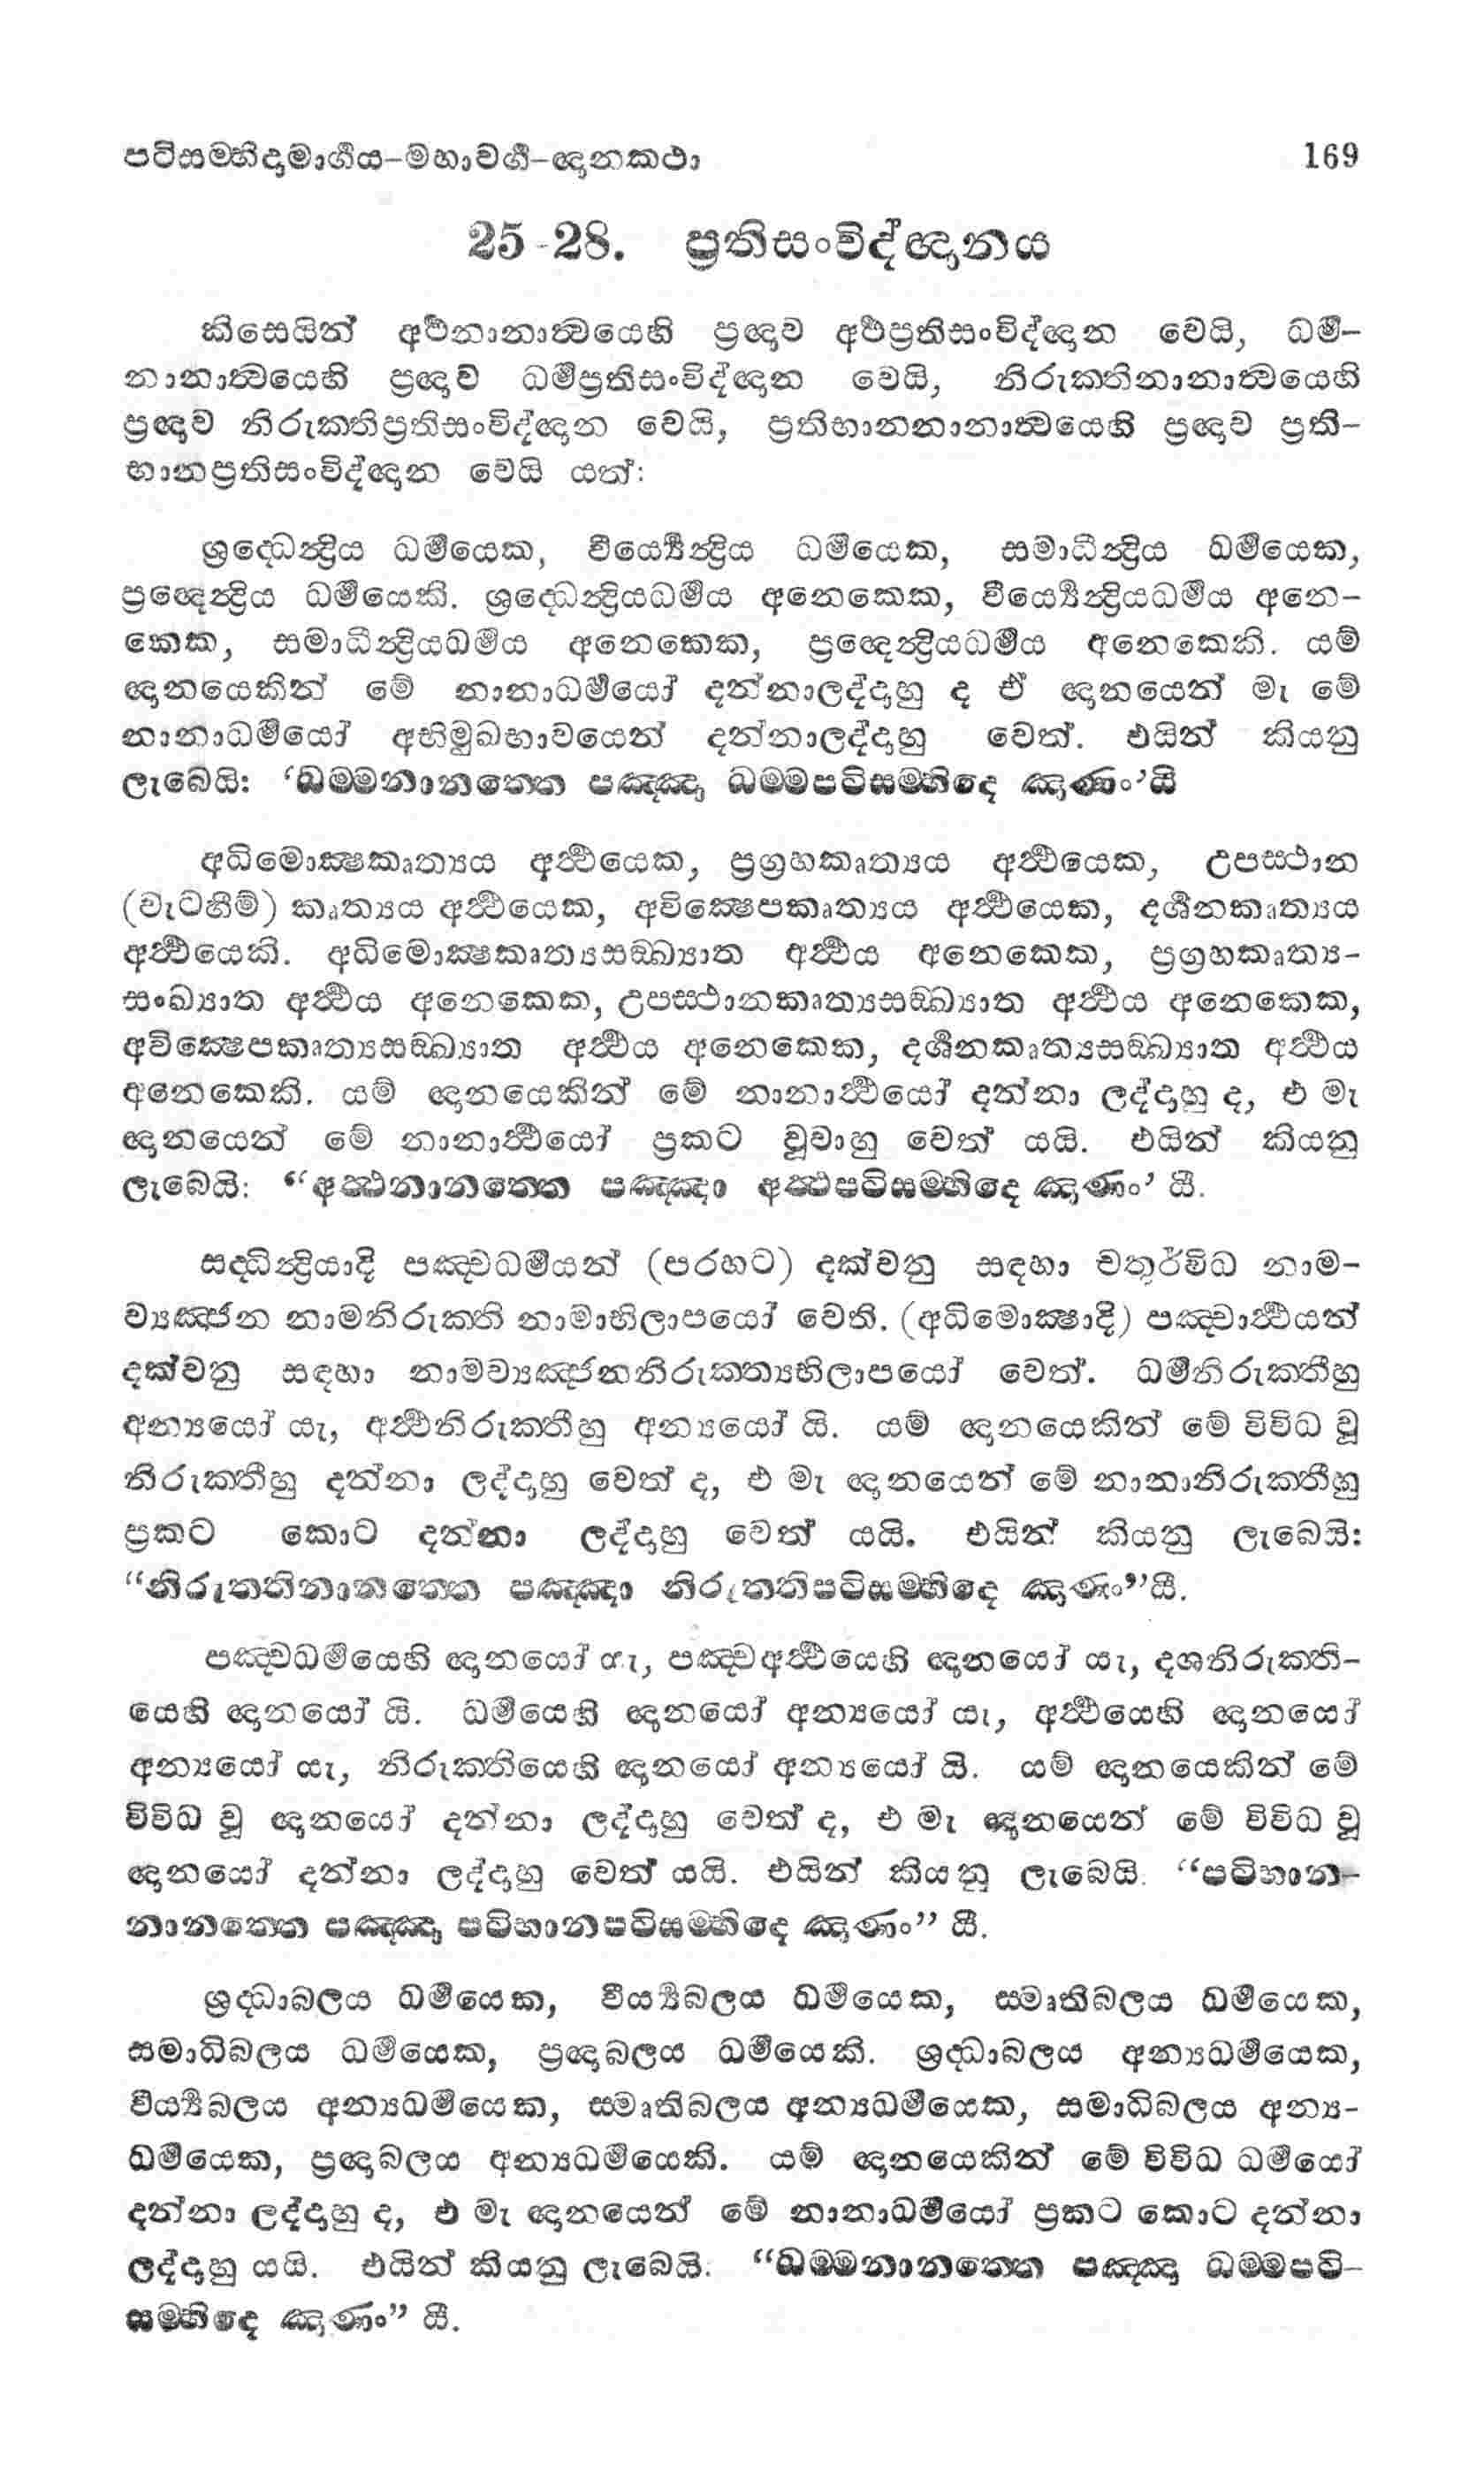 පටිසම්භිදාමාර්ගය-මහාවර්ග-ඥානකථා 169
25-28. ප්‍රතිසංවිද්ඥානය
කිසෙයින් අර්ථනානාත්වයෙහි ප්‍රඥාව අර්ථප්‍රතිසංවිද්ඥාන වෙයි, ධර්ම-
නානාත්වයෙහි ප්‍රඥාව ධර්මප්‍රතිසංවිද්ඥාන වෙයි, නිරුක්තිනානාත්වයෙහි
ප්‍රඥාව නිරුක්තිප්‍රතිසංවිද්ඥාන වෙයි, ප්‍රතිභානනානාත්වයෙහි ප්‍රඥාව ප්‍රති-
භානප්‍රතිසංවිද්ඥාන වෙයි යත්:
ශ්‍රද්ධෙන්ද්‍රිය ධර්මයෙක, වීර්ය්‍යෙන්ද්‍රිය ධර්මයෙක, සමාධීන්ද්‍රිය ධර්මයෙක,
ප්‍රඥෙන්ද්‍රිය ධර්මයෙකි. ශ්‍රද්ධෙන්ද්‍රියධර්මය අනෙකෙක, වීර්ය්‍යෙන්ද්‍රියධර්මය අනෙ-
කෙක, සමාධීන්ද්‍රියධර්මය අනෙකෙක, ප්‍රඥෙන්ද්‍රියධර්මය අනෙකෙකි. යම්
ඥානයෙකින් මේ නානාධර්මයෝ දන්නාලද්දාහු ද ඒ ඥානයෙන් මැ මේ
නානාධර්මයෝ අභිමුඛභාවයෙන් දන්නාලද්දාහු වෙත්. එයින් කියනු
ලැබෙයි: ‘ධම්මනානත්තෙ පඤ්ඤා ධම්මපටිසම්භිදෙ ඤාණං’යී
අධිමොක්ෂකෘත්‍යය අර්ත්‍ථයෙක, ප්‍රග්‍රහකෘත්‍යය අර්ත්‍ථයෙක, උපස්ථාන
(වැටහීම්) කෘත්‍යය අර්ත්‍ථයෙක, අවික්ෂෙපකෘත්‍යය අර්ත්‍ථයෙක, දර්ශනකෘත්‍යය
අර්ත්‍ථයෙකි. අධිමොක්ෂකෘත්‍යසඞ්ඛ්‍යාත අර්ත්‍ථය අනෙකෙක, ප්‍රග්‍රහකෘත්‍ය-
සංඛ්‍යාත අර්ත්‍ථය අනෙකෙක, උපස්ථානකෘත්‍යසඞ්ඛ්‍යාත අර්ත්‍ථය අනෙකෙක,
අවික්ෂෙපකෘත්‍යසඞ්ඛ්‍යාත අර්ත්‍ථය අනෙකෙක, දර්ශනකෘත්‍යසඞ්ඛ්‍යාත අර්ත්‍ථය
අනෙකෙකි. යම් ඥානයෙකින් මේ නානාර්ත්‍ථයෝ දන්නා ලද්දාහු ද, එ මැ
ඥානයෙන් මේ නානාර්ත්‍ථයෝ ප්‍රකට වූවාහු වෙත් යයි. එයින් කියනු
ලැබෙයි: “අත්‍ථනානත්තෙ පඤ්ඤා අත්‍ථපටිසම්භිදෙ ඤාණං’ යී.
සද්ධින්ද්‍රියාදි පඤ්චධර්මයන් (පරහට) දක්වනු සඳහා චතුර්විධ නාම-
ව්‍යඤ්ජන නාමනිරුක්ති නාමාභිලාපයෝ වෙති. (අධිමොක්ෂාදි) පඤ්චාර්ත්‍ථයන්
දක්වනු සඳහා නාමව්‍යඤ්ජනනිරුක්ත්‍යභිලාපයෝ වෙත්. ධර්මනිරුක්තීහු
අන්‍යයෝ යැ, අර්ත්‍ථනිරුක්තීහු අන්‍යයෝ යි. යම් ඥානයෙකින් මේ විවිධ වූ
නිරුක්තීහු දන්නා ලද්දාහු වෙත් ද, එ මැ ඥානයෙන් මේ නානානිරුක්තීහු
ප්‍රකට කොට දන්නා ලද්දාහු වෙත් යයි. එයින් කියනු ලැබෙයි:
“නිරුත්තිනානත්තෙ පඤ්ඤා නිරුත්තිපටිසම්භිදෙ ඤාණං”යී.
පඤ්චධර්මයෙහි ඥානයෝ යැ, පඤ්චඅර්ත්‍ථයෙහි ඥානයෝ යැ, දශනිරුක්ති-
යෙහි ඥානයෝ යි. ධර්මයෙහි ඥානයෝ අන්‍යයෝ යැ, අර්ත්‍ථයෙහි ඥානයෝ
අන්‍යයෝ යැ, නිරුක්තියෙහි ඥානයෝ අන්‍යයෝ යි. යම් ඥානයෙකින් මේ
විවිධ වූ ඥානයෝ දන්නා ලද්දාහු වෙත් ද, එ මැ ඥානයෙන් මේ විවිධ වූ
ඥානයෝ දන්නා ලද්දාහු වෙත් යයි. එයින් කියනු ලැබෙයි. “පටිභාන-
නානත්තෙ පඤ්ඤා පටිභානපටිසම්භිදෙ ඤාණං” යී.
ශ්‍රද්ධාබලය ධර්මයෙක, වීර්ය්‍යබලය ධර්මයෙක, ස්මෘතිබලය ධර්මයෙක,
සමාධිබලය ධර්මයෙක, ප්‍රඥාබලය ධර්මයෙකි. ශ්‍රද්ධාබලය අන්‍යධර්මයෙක,
වීර්ය්‍යබලය අන්‍යධර්මයෙක, ස්මෘතිබලය අන්‍යධර්මයෙක, සමාධිබලය අන්‍ය-
ධර්මයෙක, ප්‍රඥාබලය අන්‍යධර්මයෙකි. යම් ඥානයෙකින් මේ විවිධ ධර්මයෝ
දන්නා ලද්දාහු ද, එ මැ ඥානයෙන් මේ නානාධර්මයෝ ප්‍රකට කොට දන්නා
ලද්දාහු යයි. එයින් කියනු ලැබෙයි. “ධම්මනානත්තෙ පඤ්ඤා ධම්මපටි-
සම්භිදෙ ඤාණං” යී.